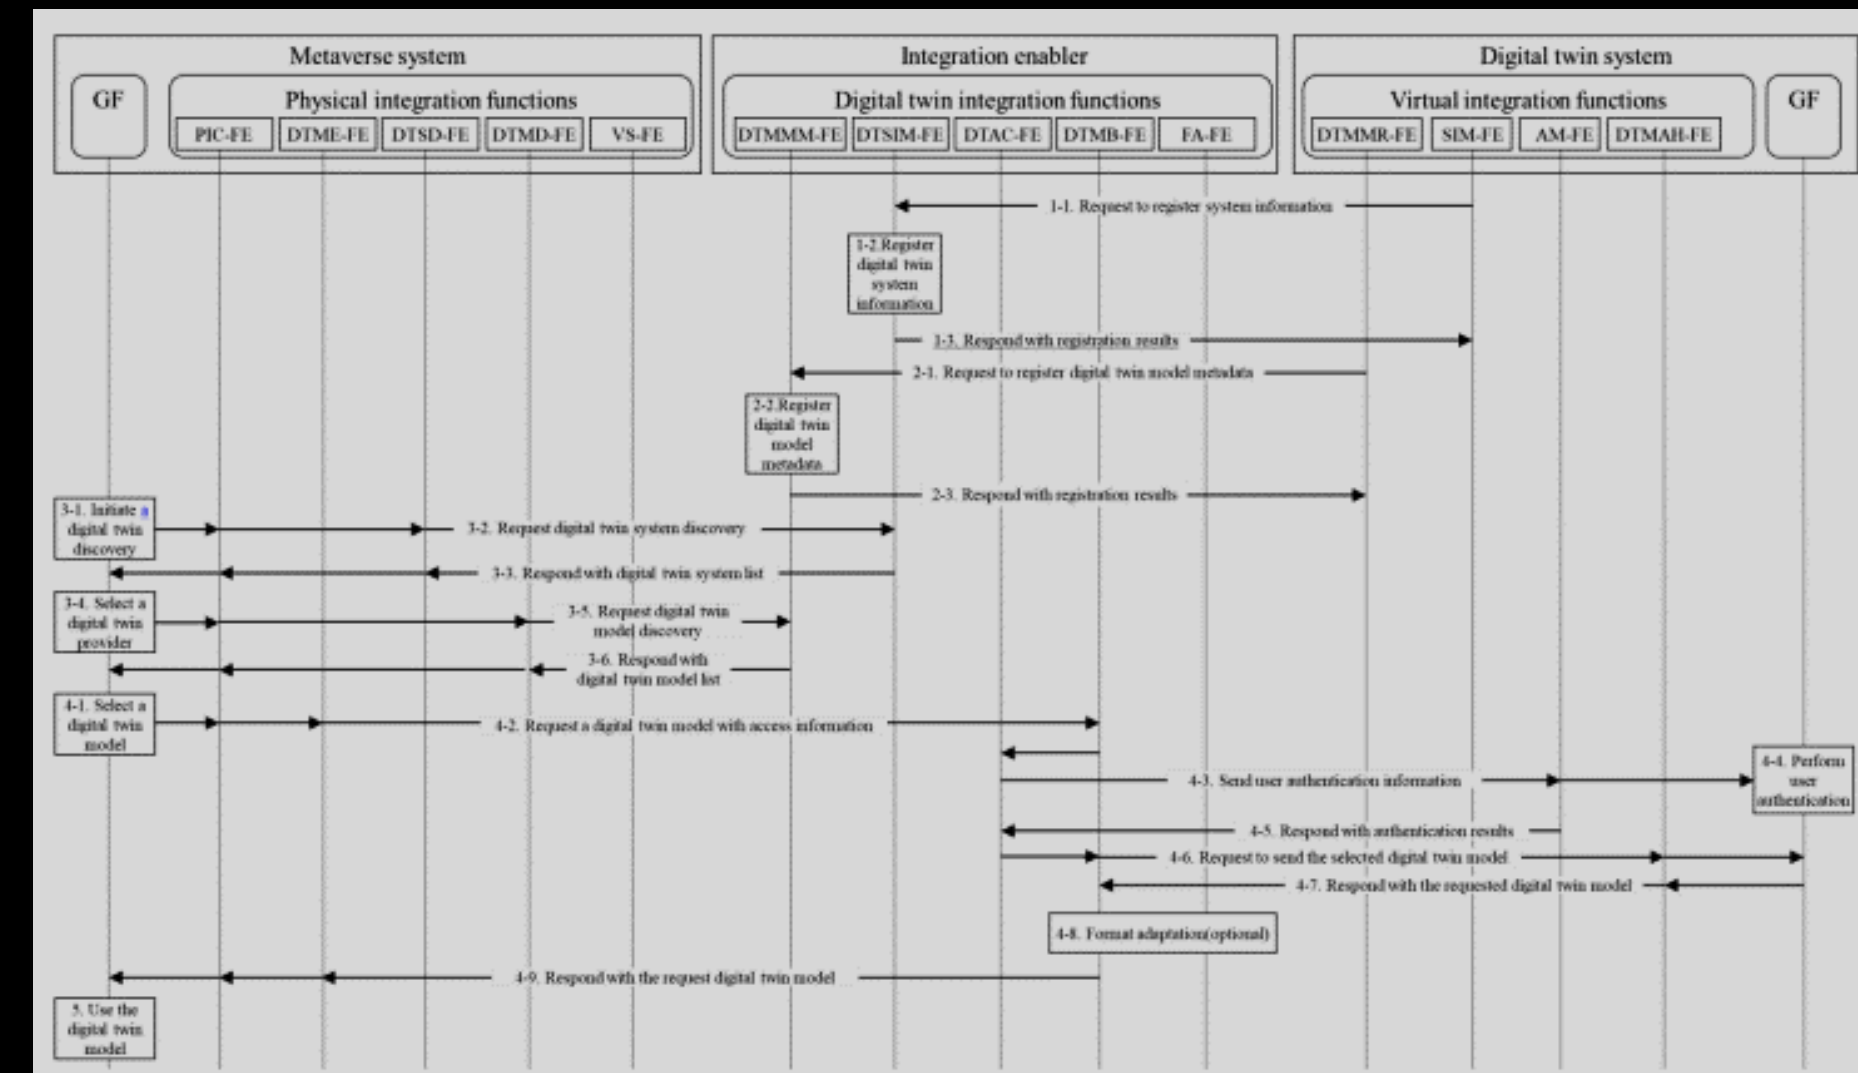 Metaverse system
Integration enabler
Digital twin system
GF
Physical integration functions
Digital twin integration functions
Virtual integration functions
GF
PIC-FE
DTME-FE
DTSD-FE
DTMD-FE
VS-FE
DTMMM-FE
DTSIM-FE
DTAC-FE
DTMB-FE
FA-FE
DTMMR-FE
SIM-FE
AM-FE
DTMAH-FE
1-1. Request to register system information
1-2.Register
digital twin
system
information
1-3. Respond with registration results
2-1. Request to register digital twin model metadata
2-2.Register
digital twin
model
metadata
2-3. Respond with registration results
3-1. Initiate a
digital twin
discovery
3-2. Request digital twin system discovery
3-3. Respond with digital twin system list
3-4. Select a
digital twin
provider
3-5. Request digital twin
model discovery
3-6. Respond with
digital twin model list
4-1. Select a
digital twin
model
4-2. Request a digital twin model with access information
4-3. Send user authentication information
4-4. Perform
user
authentication
4-5. Respond with authentication results
4-6. Request to send the selected digital twin model
4-7. Respond with the requested digital twin model
4-8. Format adaptation(optional)
4-9. Respond with the request digital twin model
5. Use the
digital twin
model